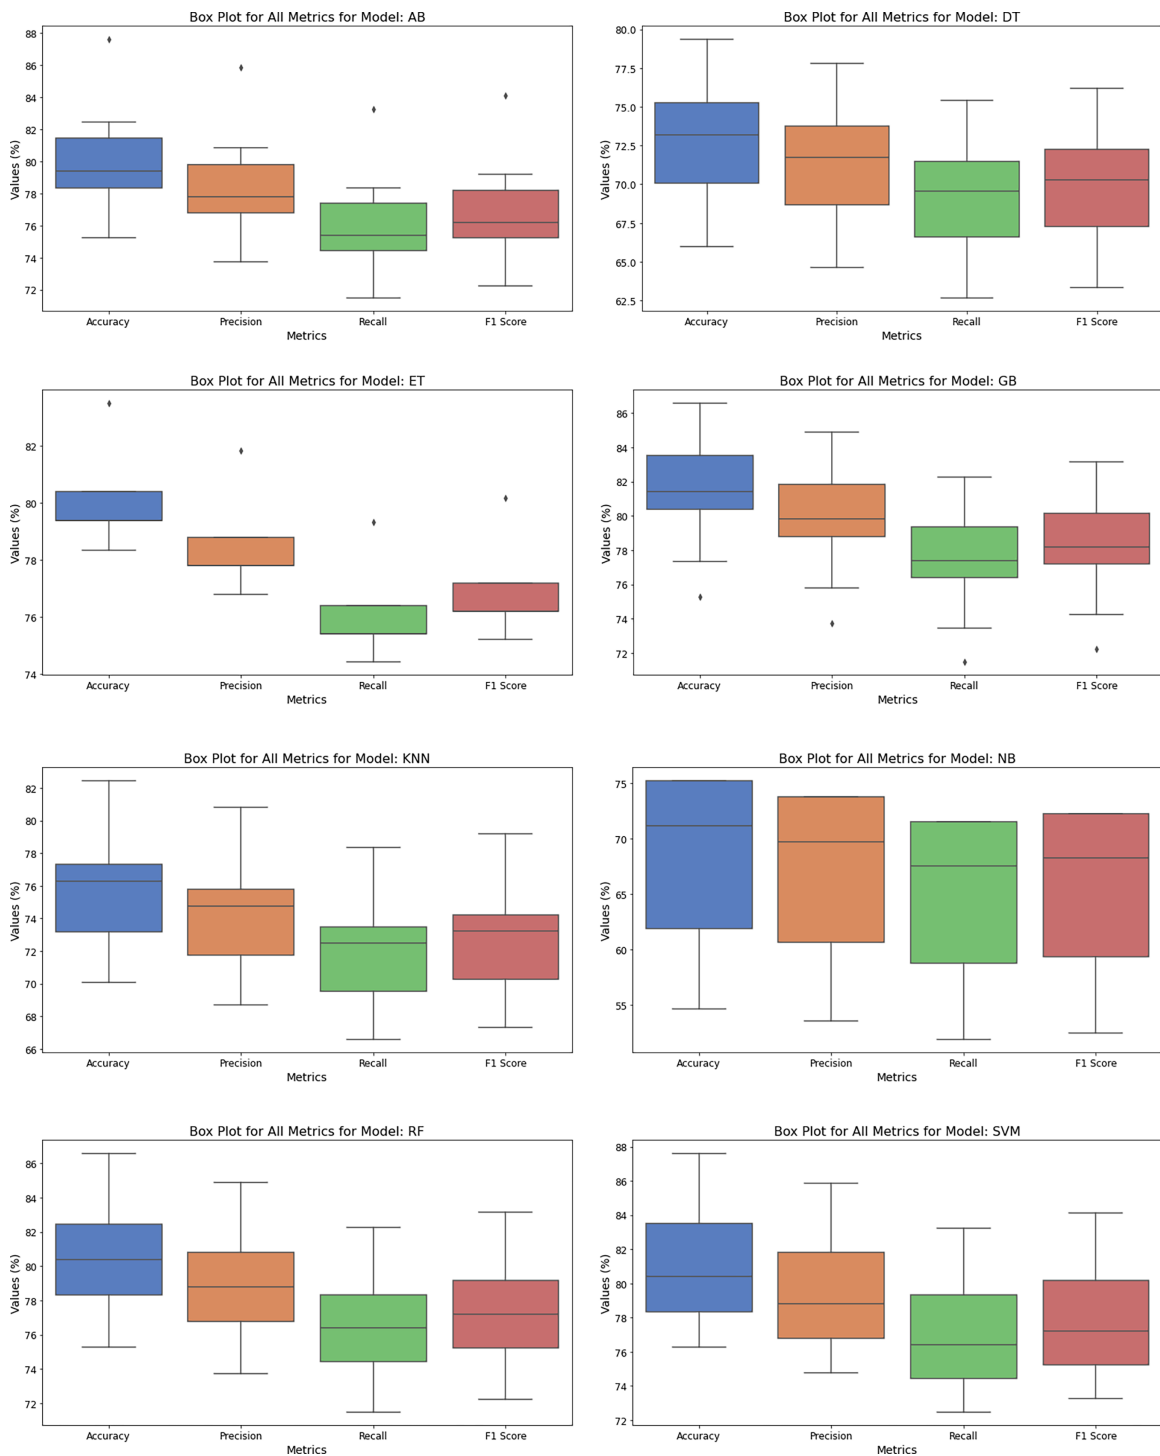 Box Plot for All Metrics for Model: AB
88
86
84
82
80
78
76
74
72
Values (%)
Accuracy Precision Recall F1 Score
Metrics
Box Plot for All Metrics for Model: DT
80.0
77.5
75.0
72.5
70.0
67.5
65.0
62.5
Values (%)
Accuracy Precision Recall F1 Score
Metrics
Box Plot for All Metrics for Model: ET
82
80
78
76
74
Values (%)
Accuracy Precision Recall F1 Score
Metrics
Box Plot for All Metrics for Model: GB
86
84
82
80
78
76
74
72
Values (%)
Accuracy Precision Recall F1 Score
Metrics
Box Plot for All Metrics for Model: KNN
82
80
78
76
74
72
70
68
66
Values (%)
Accuracy Precision Recall F1 Score
Metrics
Box Plot for All Metrics for Model: NB
75
70
65
60
55
Values (%)
Accuracy Precision Recall F1 Score
Metrics
Box Plot for All Metrics for Model: RF
86
84
82
80
78
76
74
72
Values (%)
Accuracy Precision Recall F1 Score
Metrics
Box Plot for All Metrics for Model: SVM
88
86
84
82
80
78
76
74
72
Values (%)
Accuracy Precision Recall F1 Score
Metrics